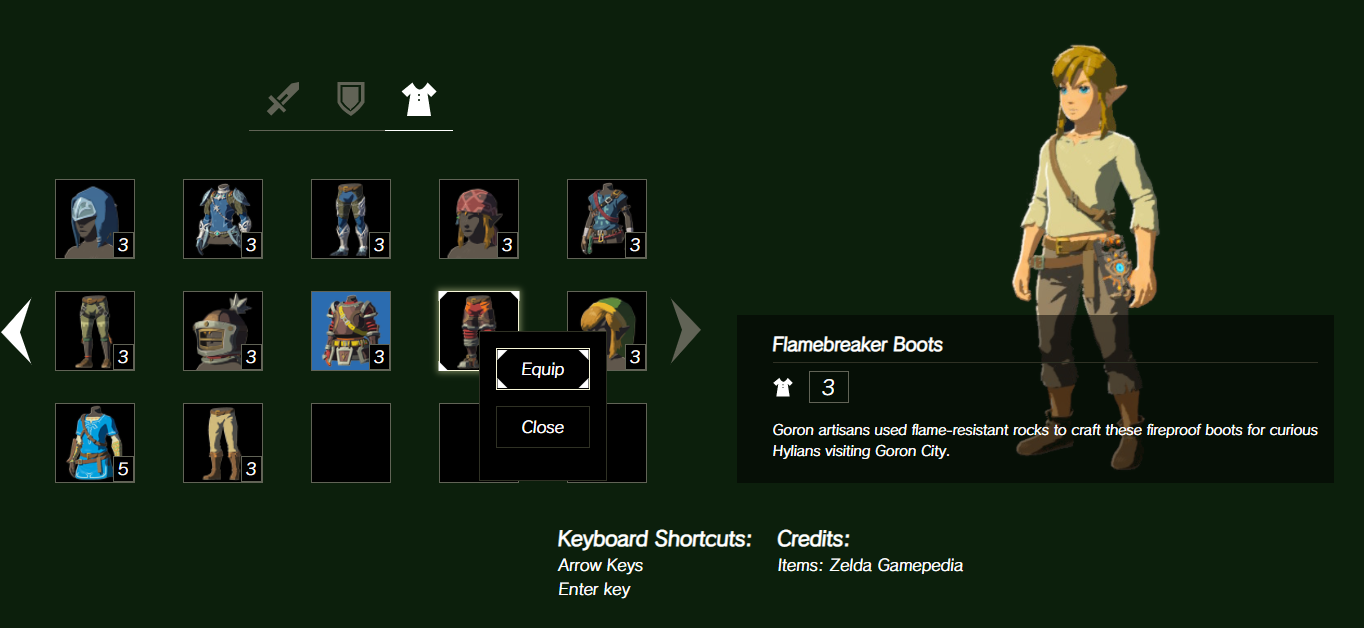 3
3
3
3
3
3
3
3
3
5
3
Equip
Close
Flamebreaker Boots
3
Goron artisans used flame-resistant rocks to craft these fireproof boots for curious
Hylians visiting Goron City.
Keyboard Shortcuts:
Arrow Keys
Enter key
Credits:
Items: Zelda Gamepedia